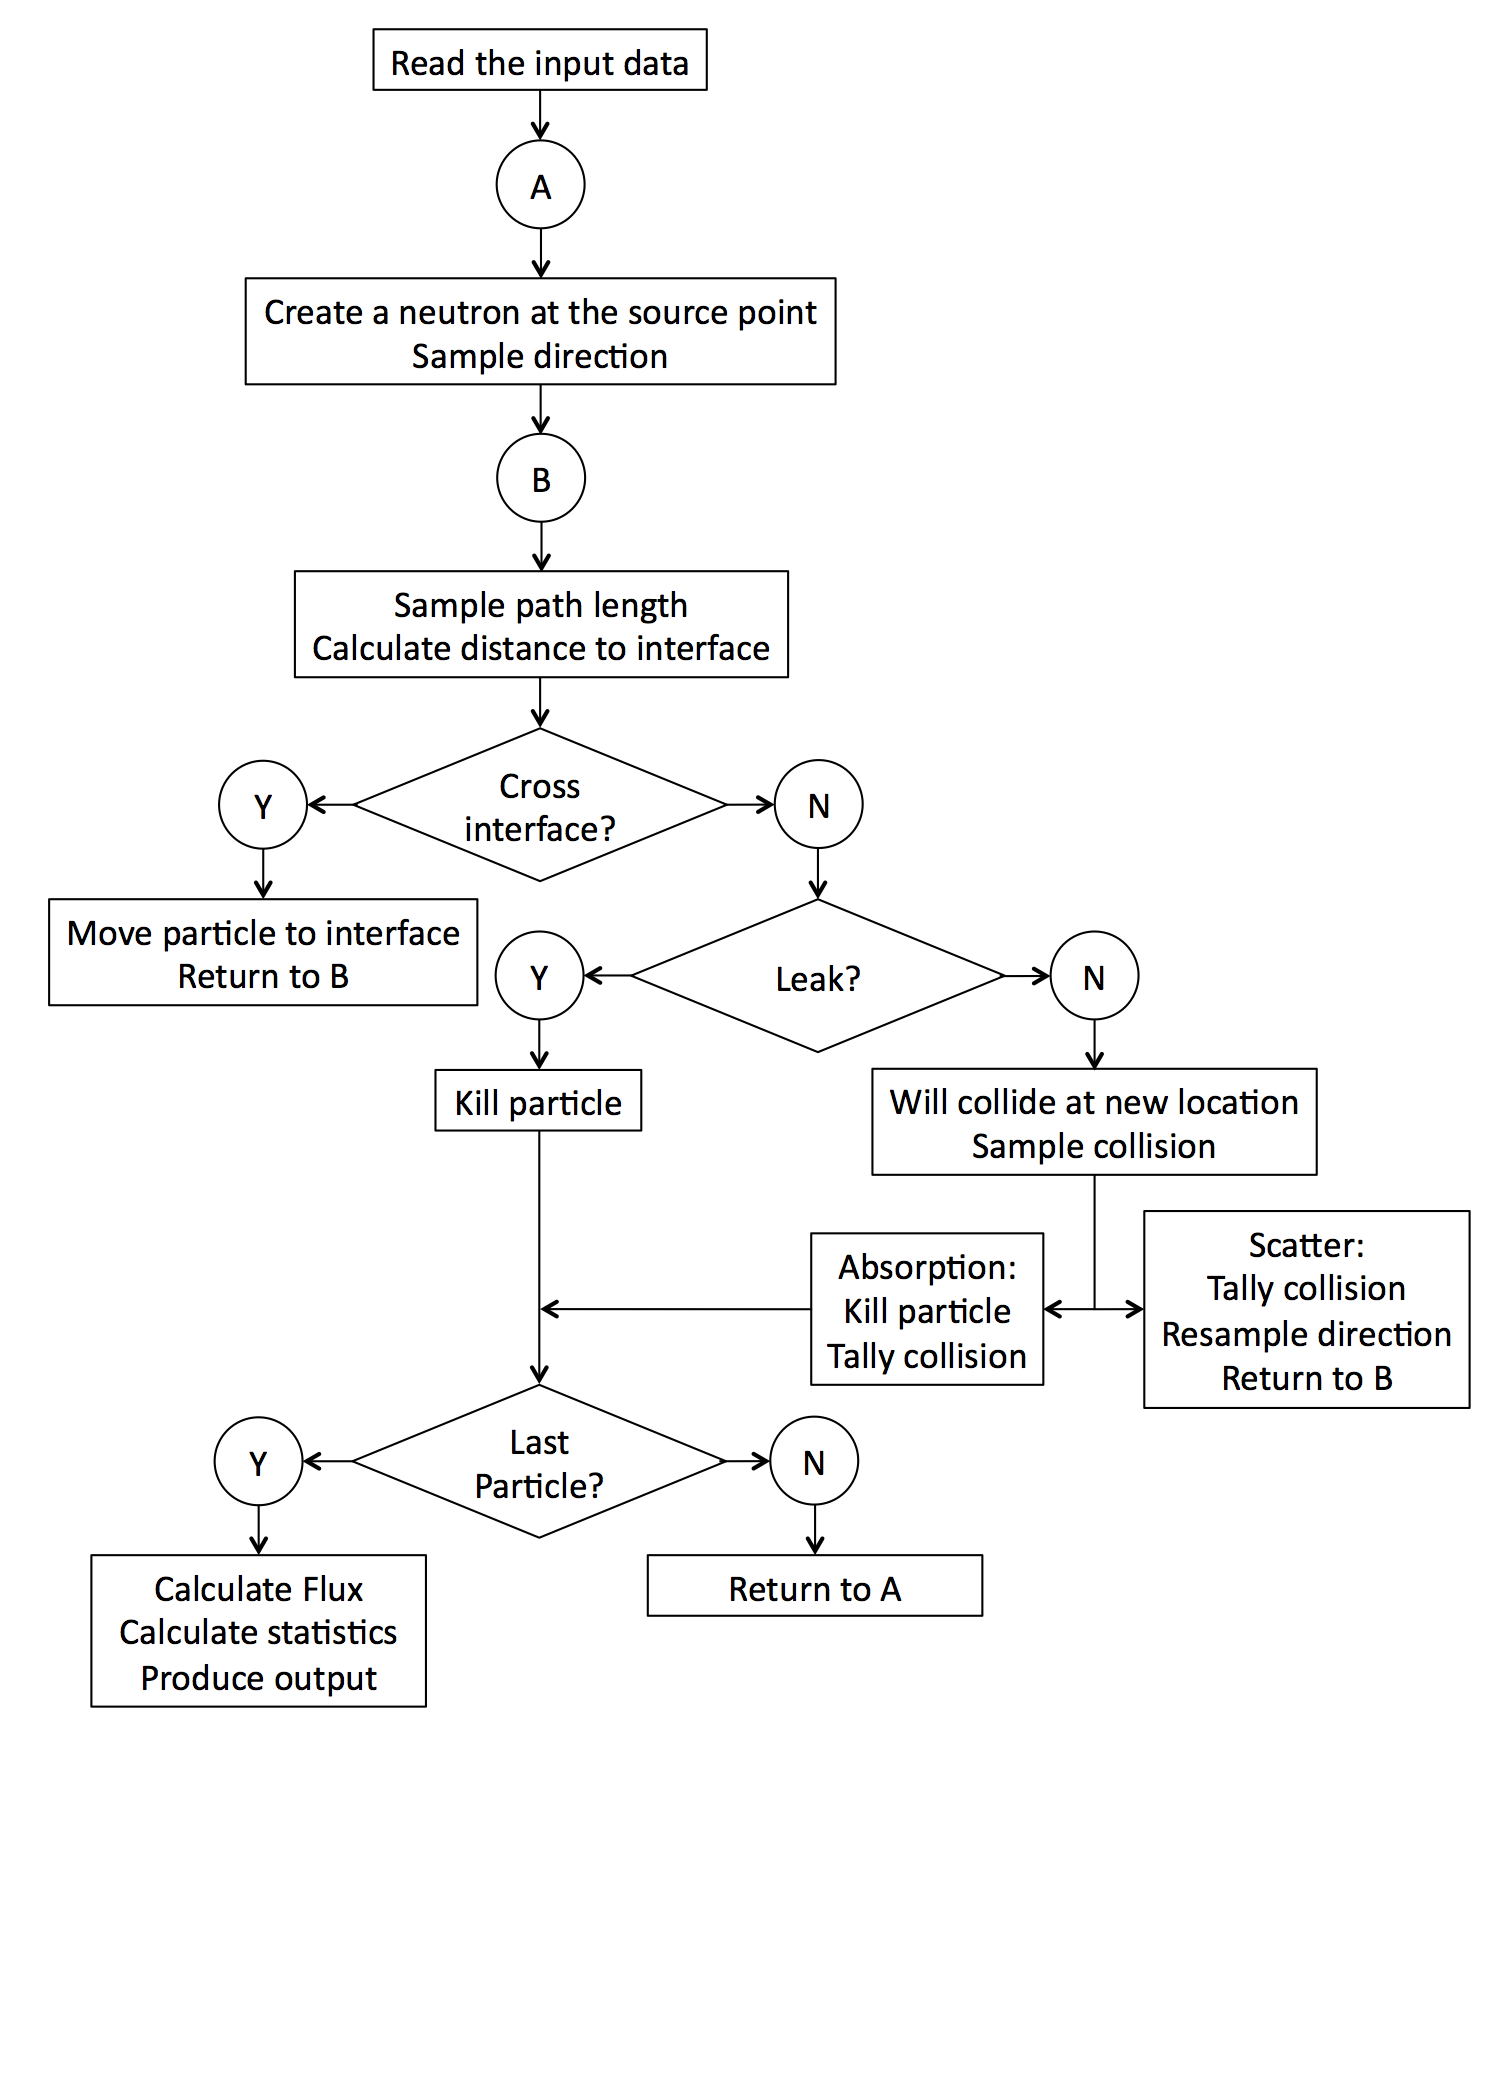 Read the input data
A
Create a neutron at the source point
Sample direction
B
Sample path length
Calculate distance to interface
Cross
interface?
Y
N
Move particle to interface
Return to B
Leak?
Y
N
Kill particle
Will collide at new location
Sample collision
Absorption:
Kill particle
Tally collision
Scatter:
Tally collision
Resample direction
Return to B
Last
Particle?
Y
N
Calculate Flux
Calculate statistics
Produce output
Return to A